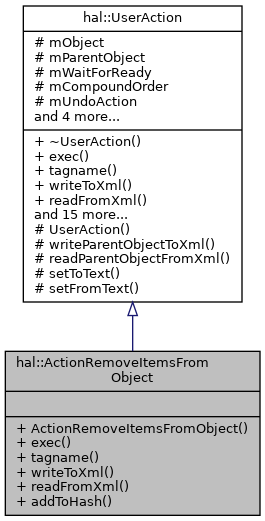 hal::UserAction
# mObject
# mParentObject
# mWaitForReady
# mCompoundOrder
# mUndoAction
and 4 more...
+ ~UserAction()
+ exec()
+ tagname()
+ writeToXml()
+ readFromXml()
and 15 more...
# UserAction()
# writeParentObjectToXml()
# readParentObjectFromXml()
# setToText()
# setFromText()
hal::ActionRemoveItemsFrom
Object
+ ActionRemoveItemsFromObject()
+ exec()
+ tagname()
+ writeToXml()
+ readFromXml()
+ addToHash()